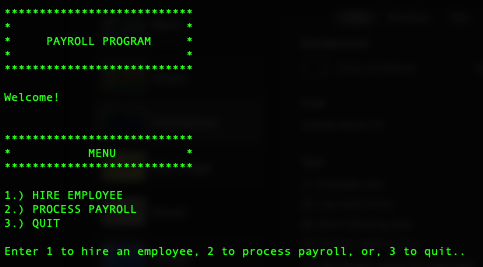 ***************************
*                         *
*     PAYROLL PROGRAM     *
*                         *
***************************
Welcome!
***************************
*           MENU          *
***************************
1.) HIRE EMPLOYEE
2.) PROCESS PAYROLL
3.) QUIT
Enter 1 to hire an employee, 2 to process payroll, or, 3 to quit..